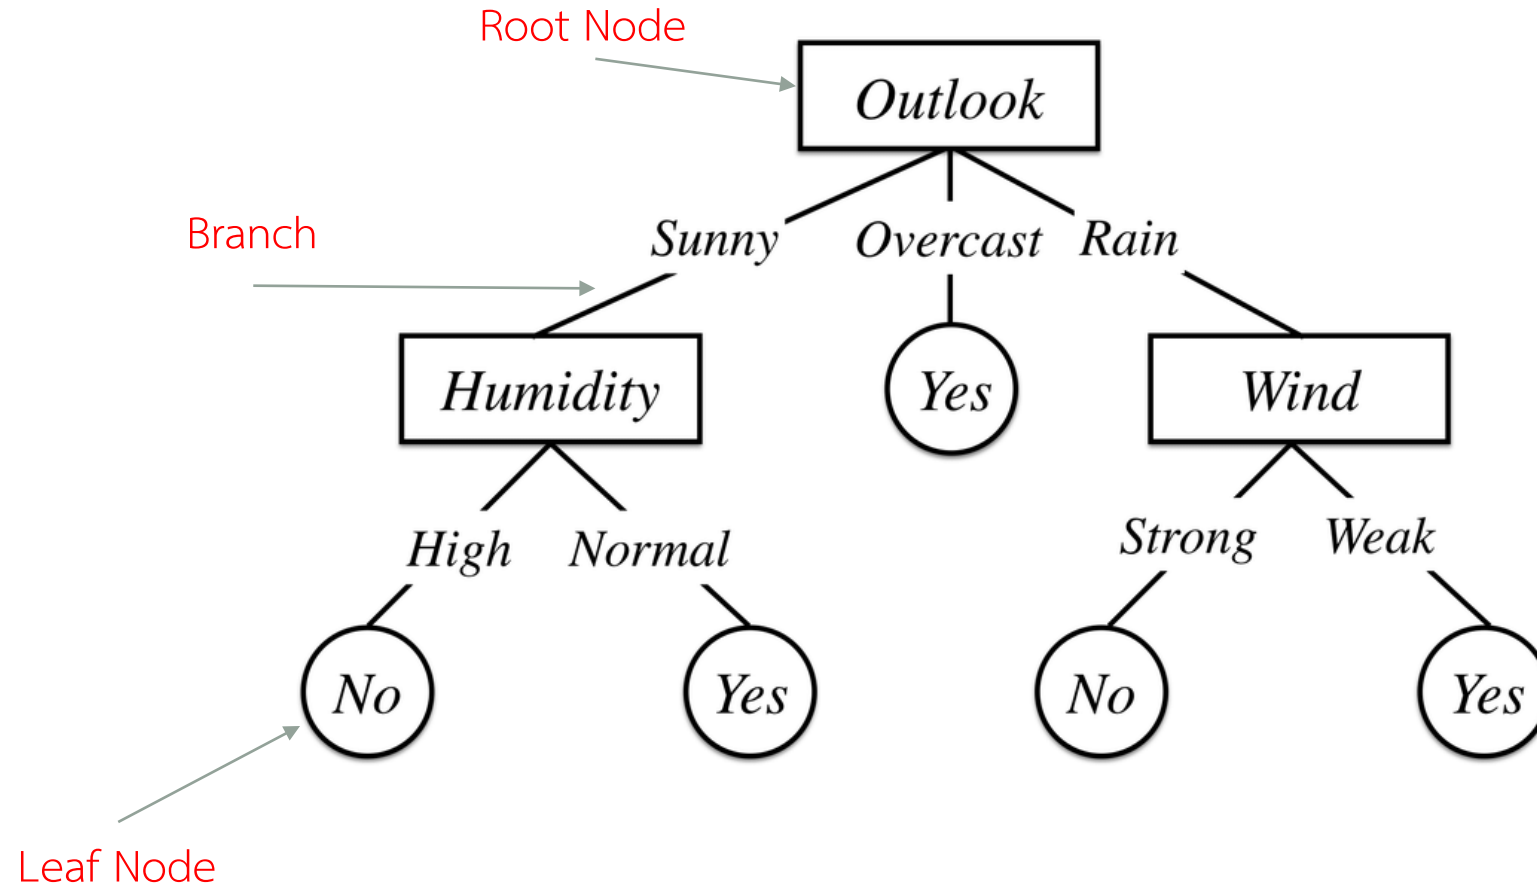 Root Node
Outlook
Branch
Sunny Overcast Rain
Humidity Yes Wind
High Normal Strong Weak
No Yes No Yes
Leaf Node